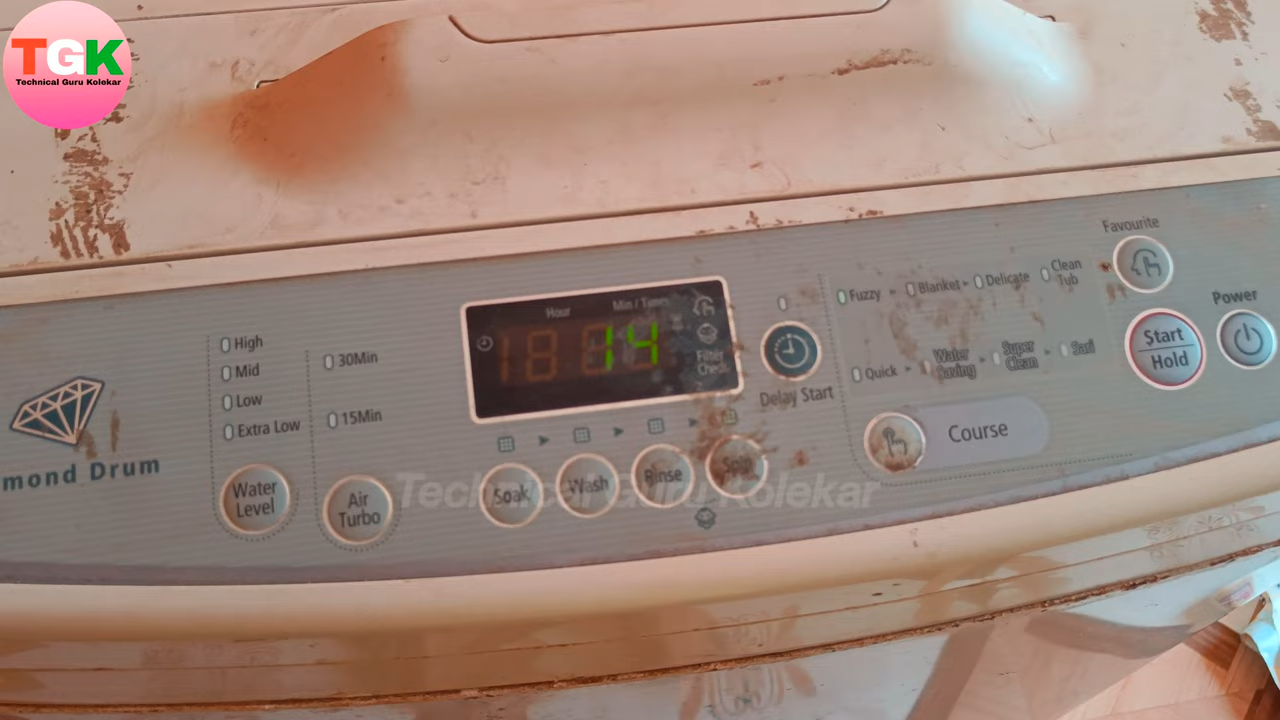 TGK
Technical Guru Kolekar
Favourite
Power
Start
Hold
Fuzzy
Blanket
Delicate
Clean
Tub
Quick
Water
Saving
Super
Clean
Sari
Course
Delay Start
Hour
Min / Times
14
Filter
Check
High
Mid
Low
Extra Low
30Min
15Min
Water
Level
Air
Turbo
Soak
Wash
Rinse
Spin
mond Drum
Technical Guru Kolekar